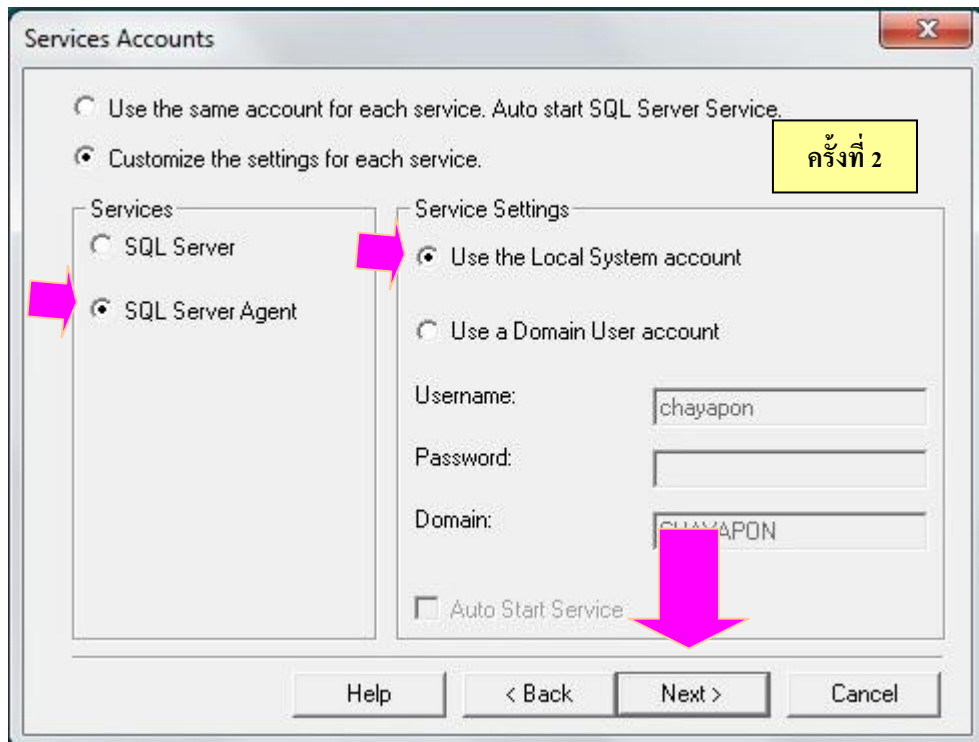 Services Accounts
Use the same account for each service. Auto start SQL Server Service.
Customize the settings for each service.
ครั้งที่ 2
Services
SQL Server
SQL Server Agent
Service Settings
Use the Local System account
Use a Domain User account
Username:
chayapon
Password:
Domain:
CHAYAPON
Auto Start Service
Help
< Back
Next >
Cancel